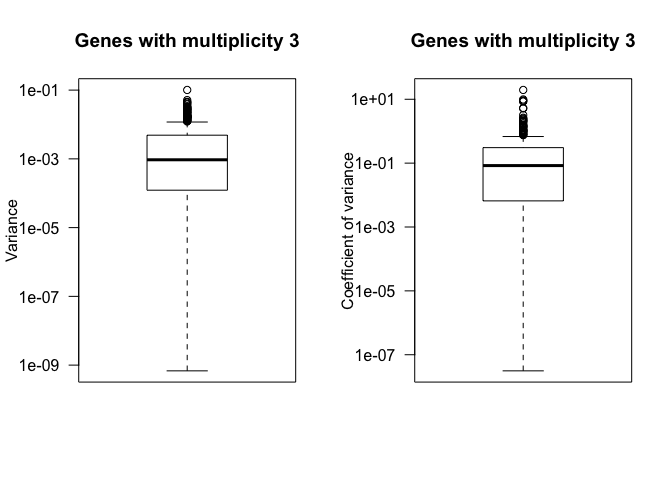 Genes with multiplicity 3
Variance
1e-01
1e-03
1e-05
1e-07
1e-09
Genes with multiplicity 3
Coefficient of variance
1e+01
1e-01
1e-03
1e-05
1e-07